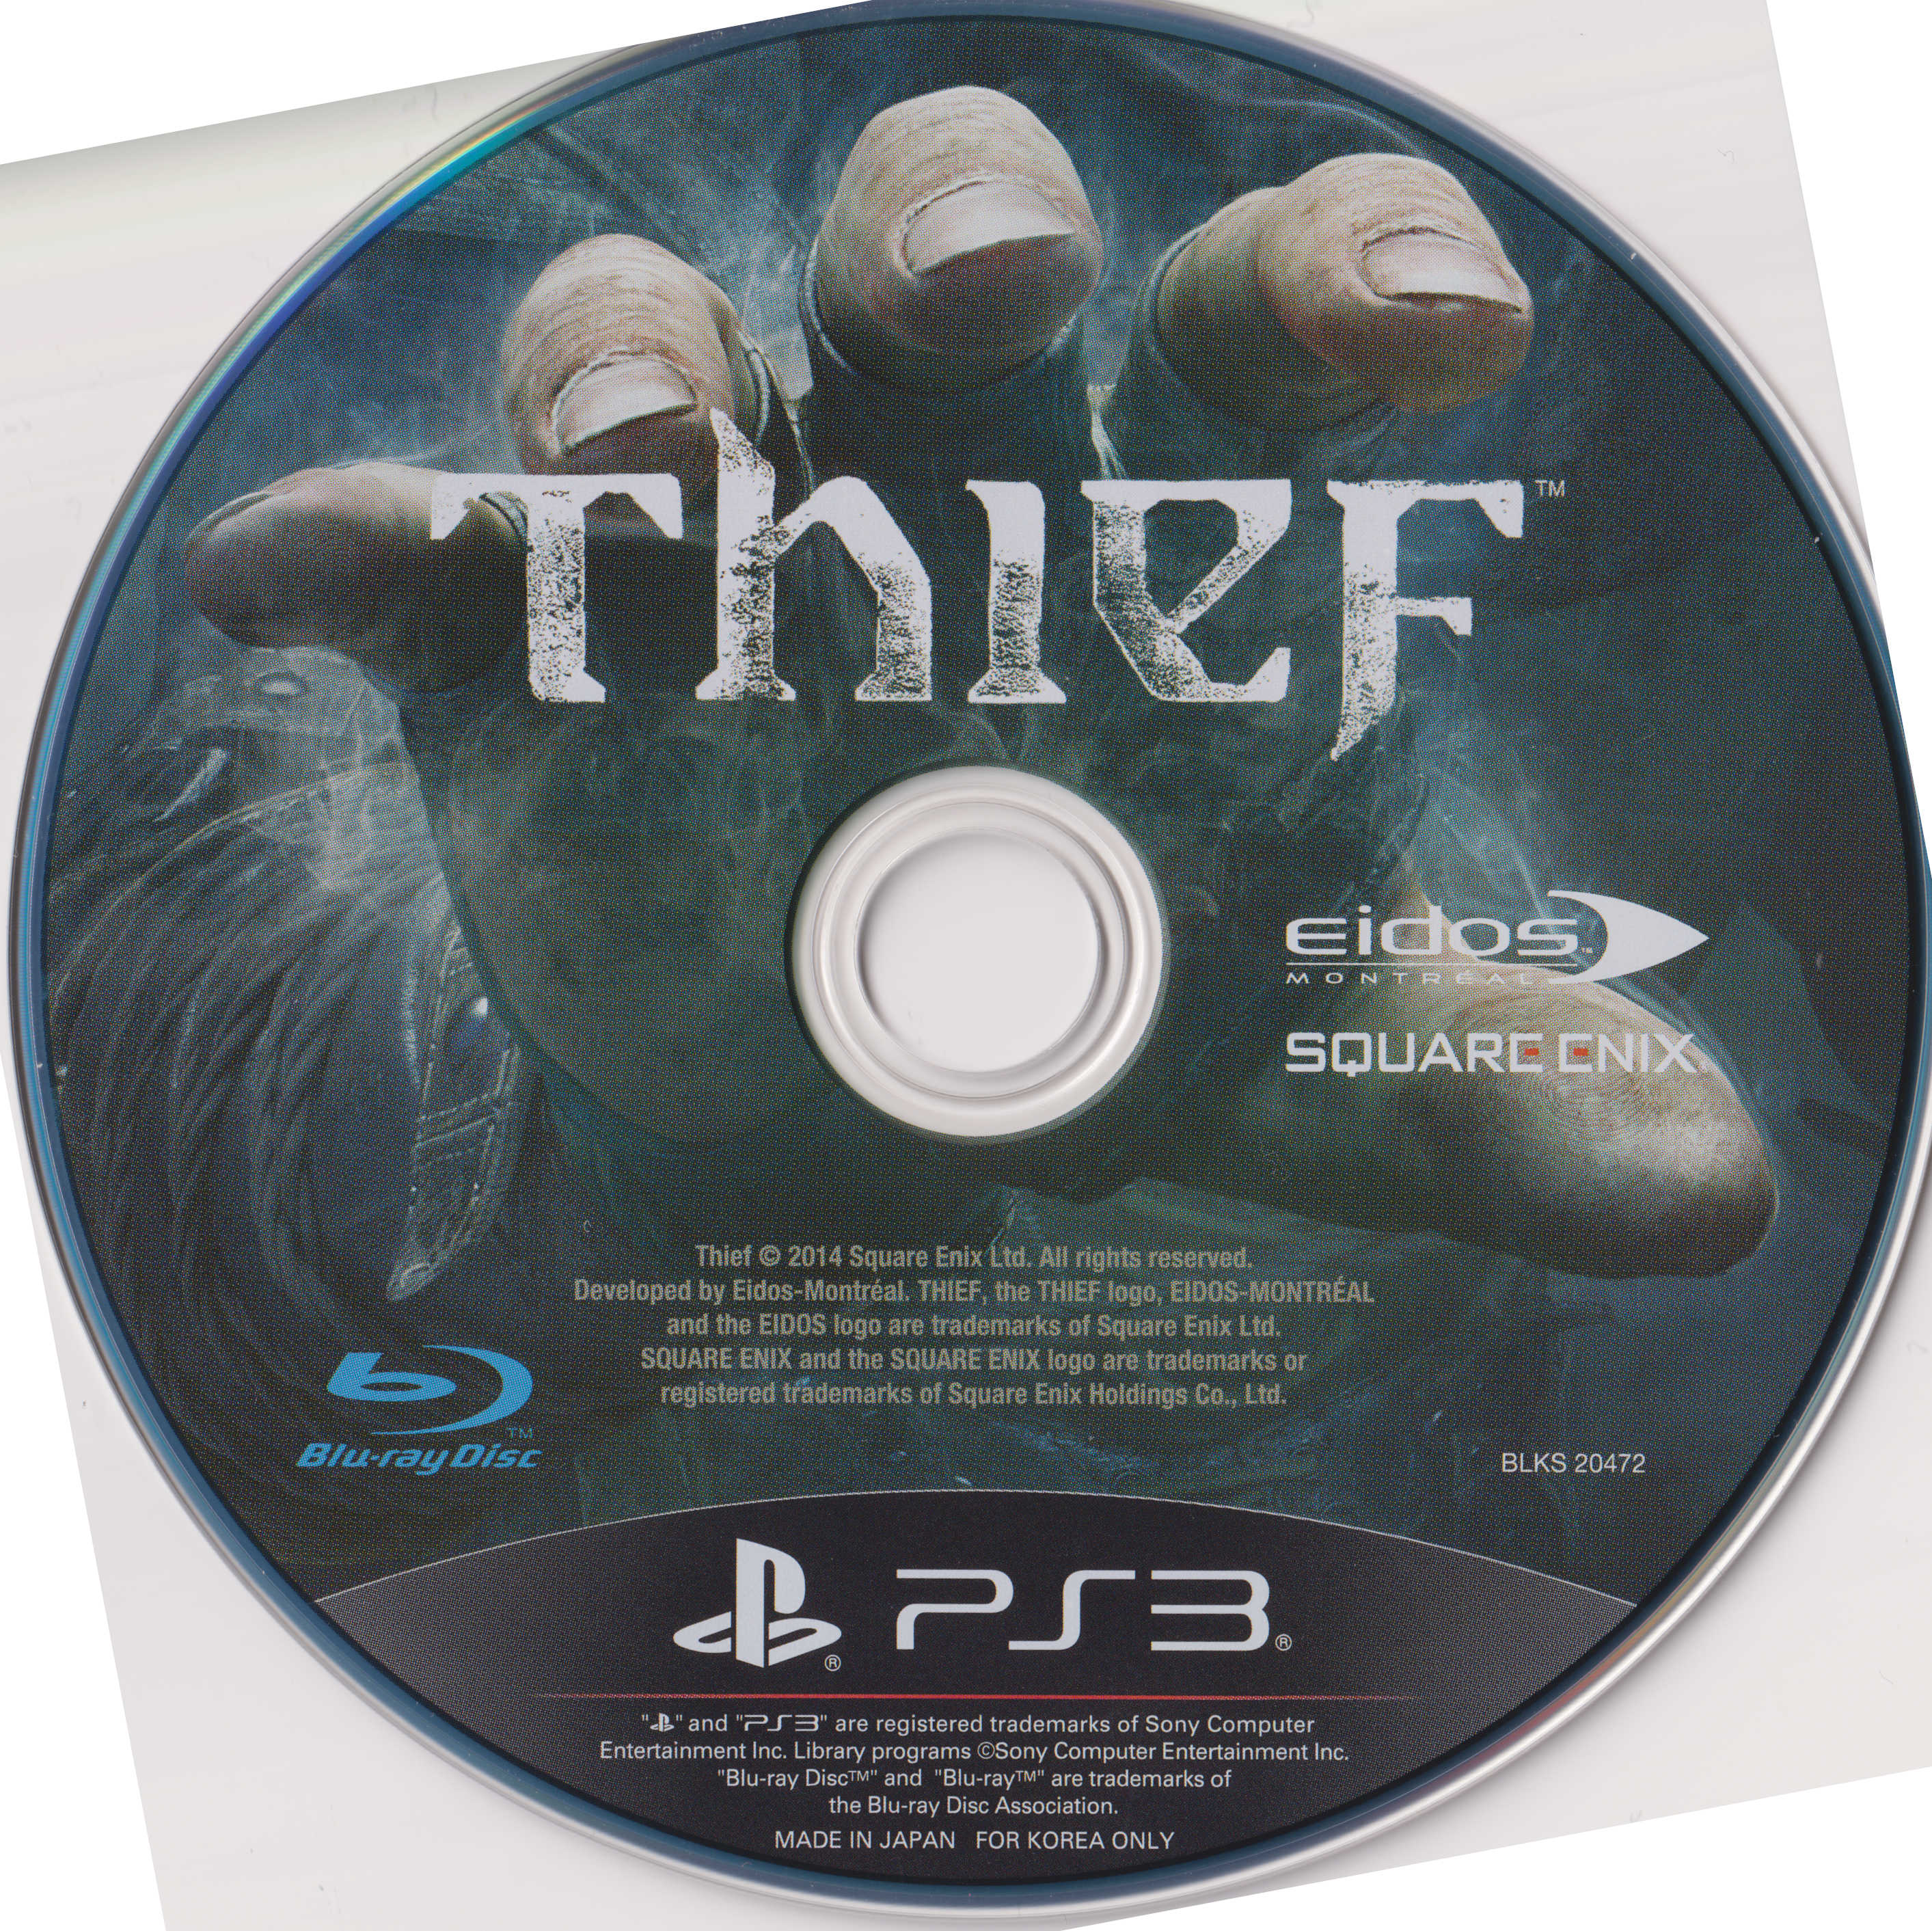 THIEF™
eidos™
MONTRÉAL
SQUARE ENIX.
Thief © 2014 Square Enix Ltd. All rights reserved.
Developed by Eidos-Montréal. THIEF, the THIEF logo, EIDOS-MONTRÉAL
and the EIDOS logo are trademarks of Square Enix Ltd.
SQUARE ENIX and the SQUARE ENIX logo are trademarks or
registered trademarks of Square Enix Holdings Co., Ltd.
Blu-ray Disc™
BLKS 20472
® PS3®
"" and "PS3" are registered trademarks of Sony Computer
Entertainment Inc. Library programs ©Sony Computer Entertainment Inc.
"Blu-ray Disc™" and "Blu-ray™" are trademarks of
the Blu-ray Disc Association.
MADE IN JAPAN FOR KOREA ONLY